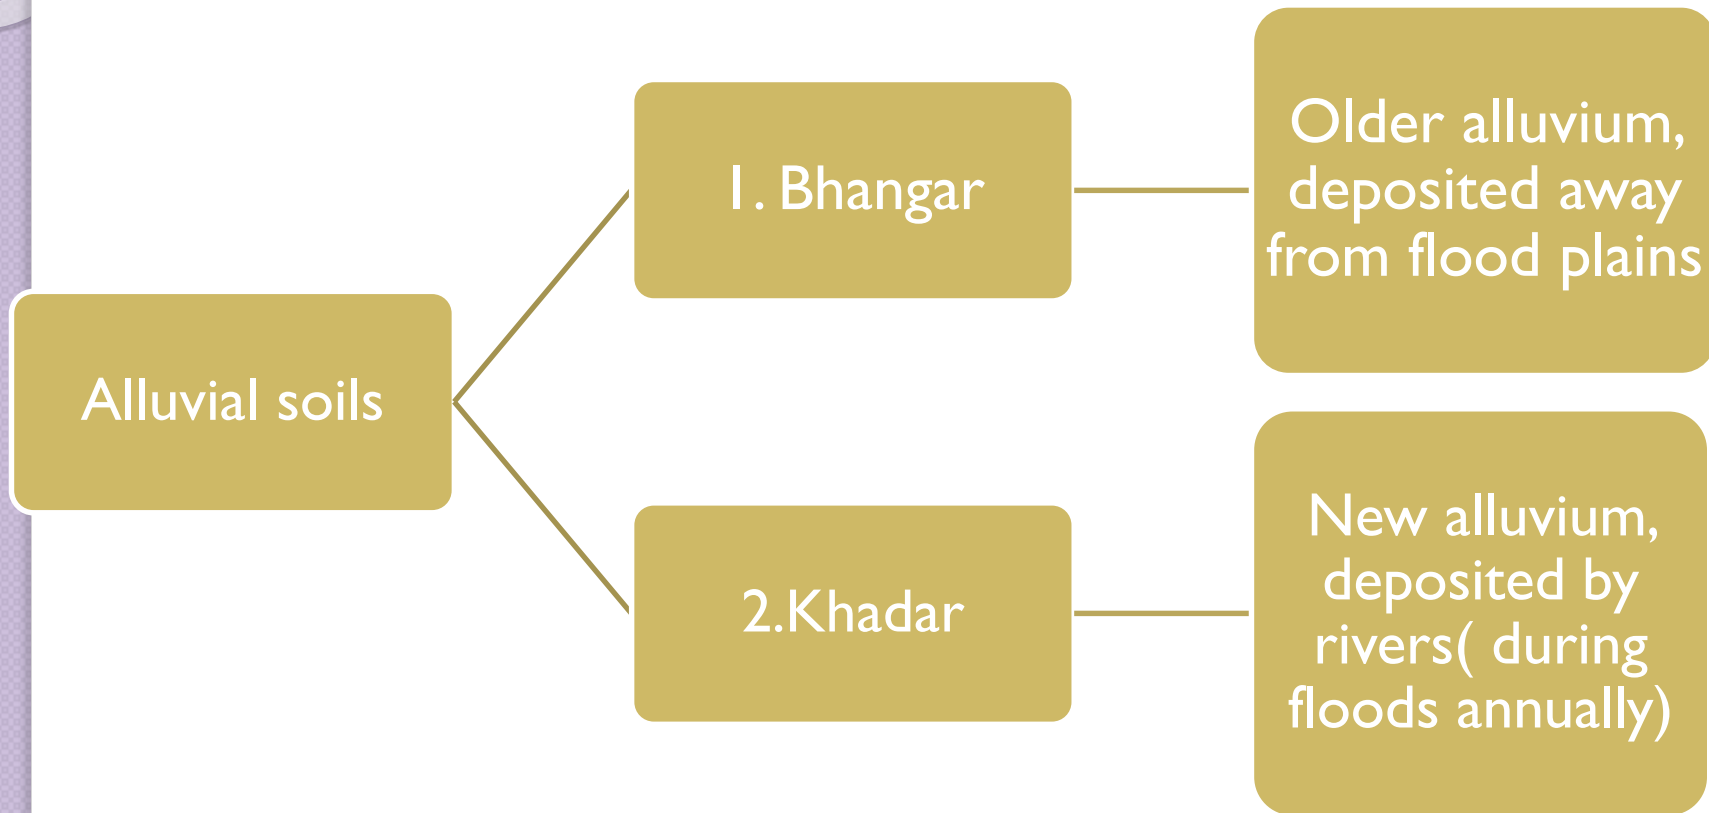 Alluvial soils
1. Bhangar
Older alluvium,
deposited away
from flood plains
2.Khadar
New alluvium,
deposited by
rivers( during
floods annually)